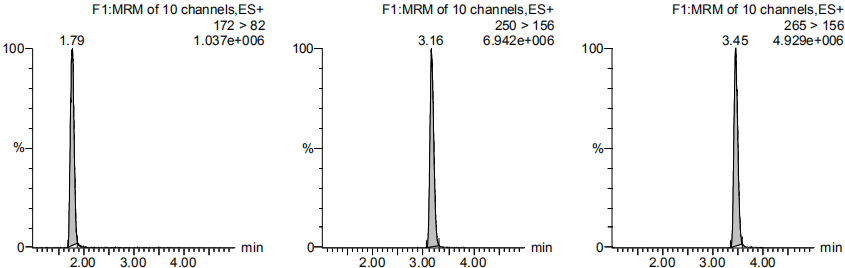 F1:MRM of 10 channels,ES+
172 > 82
1.037e+006
1.79
100
%
0
min
2.00 3.00 4.00
F1:MRM of 10 channels,ES+
250 > 156
6.942e+006
3.16
100
%
0
min
2.00 3.00 4.00
F1:MRM of 10 channels,ES+
265 > 156
4.929e+006
3.45
100
%
0
min
2.00 3.00 4.00